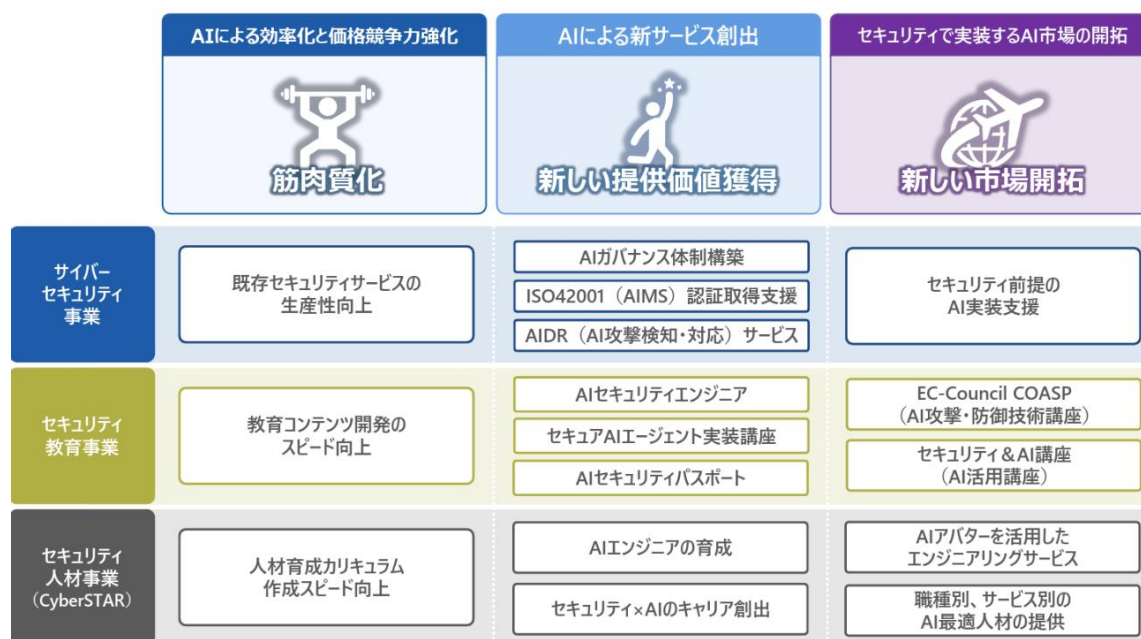 AIによる効率化と価格競争力強化
筋肉質化
AIによる新サービス創出
新しい提供価値獲得
セキュリティで実装するAI市場の開拓
新しい市場開拓
サイバー
セキュリティ
事業
既存セキュリティサービスの
生産性向上
AIガバナンス体制構築
ISO42001（AIMS）認証取得支援
AIDR（AI攻撃検知・対応）サービス
セキュリティ前提の
AI実装支援
セキュリティ
教育事業
教育コンテンツ開発の
スピード向上
AIセキュリティエンジニア
セキュアAIエージェント実装講座
AIセキュリティパスポート
EC-Council COASP
（AI攻撃・防御技術講座）
セキュリティ＆AI講座
（AI活用講座）
セキュリティ
人材事業
（CyberSTAR）
人材育成カリキュラム
作成スピード向上
AIエンジニアの育成
セキュリティ×AIのキャリア創出
AIアバターを活用した
エンジニアリングサービス
職種別、サービス別の
AI最適人材の提供